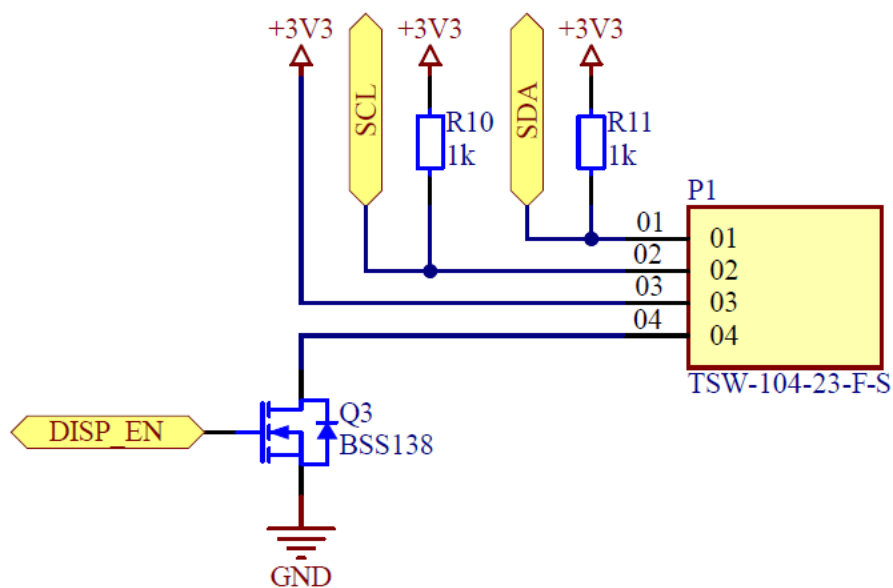 +3V3
SCL
+3V3
R10
1k
SDA
+3V3
R11
1k
P1
01 01
02 02
03 03
04 04
TSW-104-23-F-S
DISP_EN
Q3
BSS138
GND